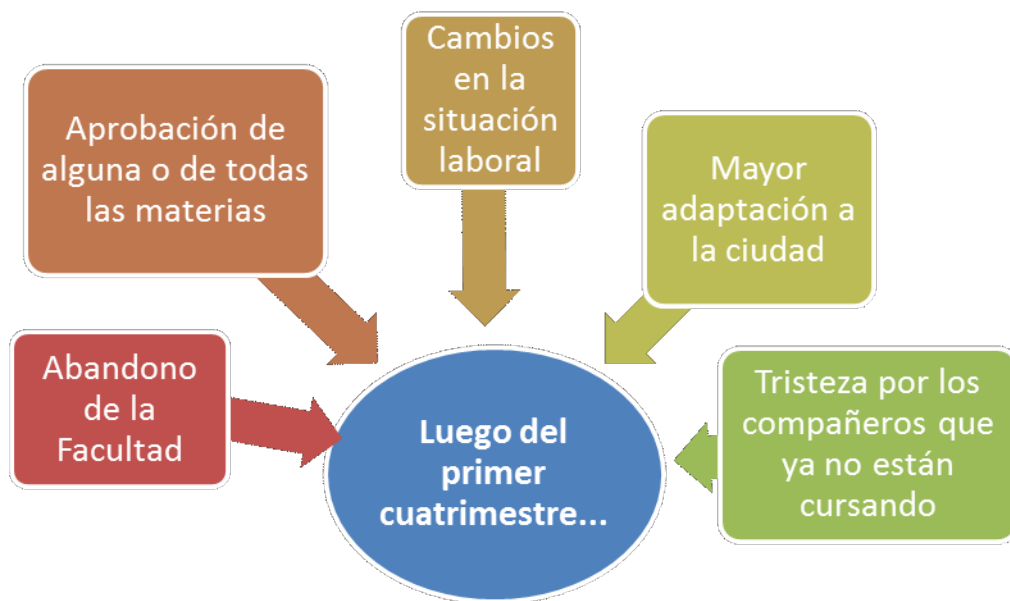 Cambios
en la
situación
laboral
Aprobación de
alguna o de todas
las materias
Mayor
adaptación a
la ciudad
Abandono
de la
Facultad
Luego del
primer
cuatrimestre...
Tristeza por los
compañeros que
ya no están
cursando